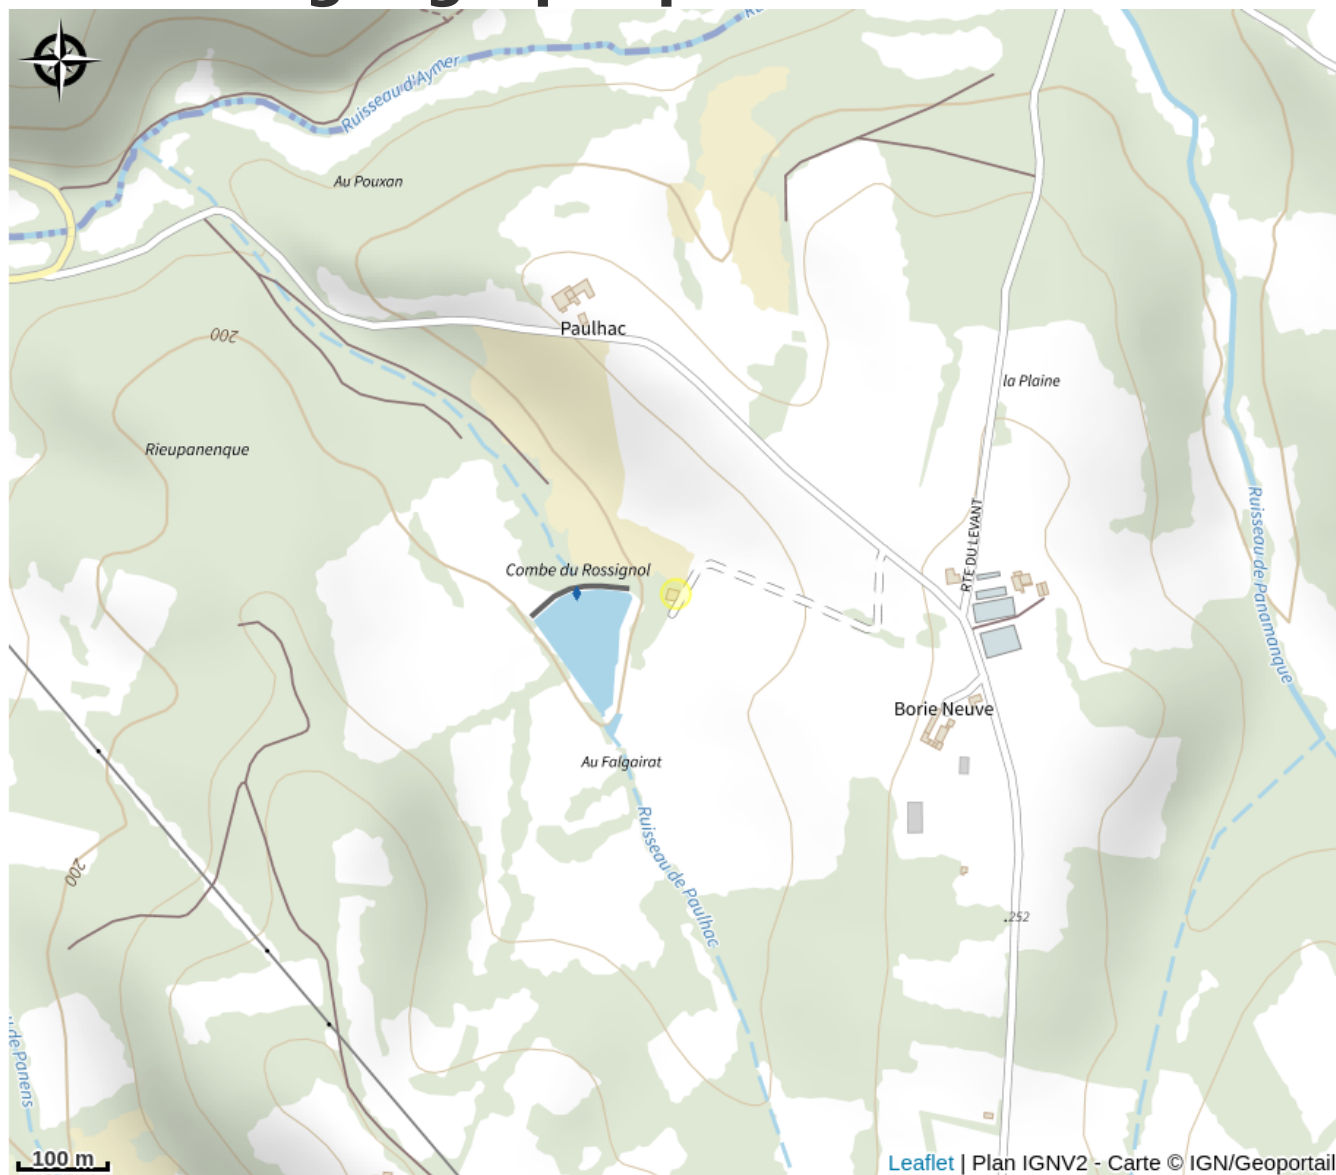 Ruisseau d'Aymer
Au Pouxan
200
Paulhac
la Plaine
Rieupanenque
Ruisseau de Panamanque
RTE DU LEVANT
Combe du Rossignol
Borie Neuve
Au Falgairat
Ruisseau de Paulhac
200
.252
de Panens
100 m
Leaflet | Plan IGNV2 - Carte © IGN/Geoportail